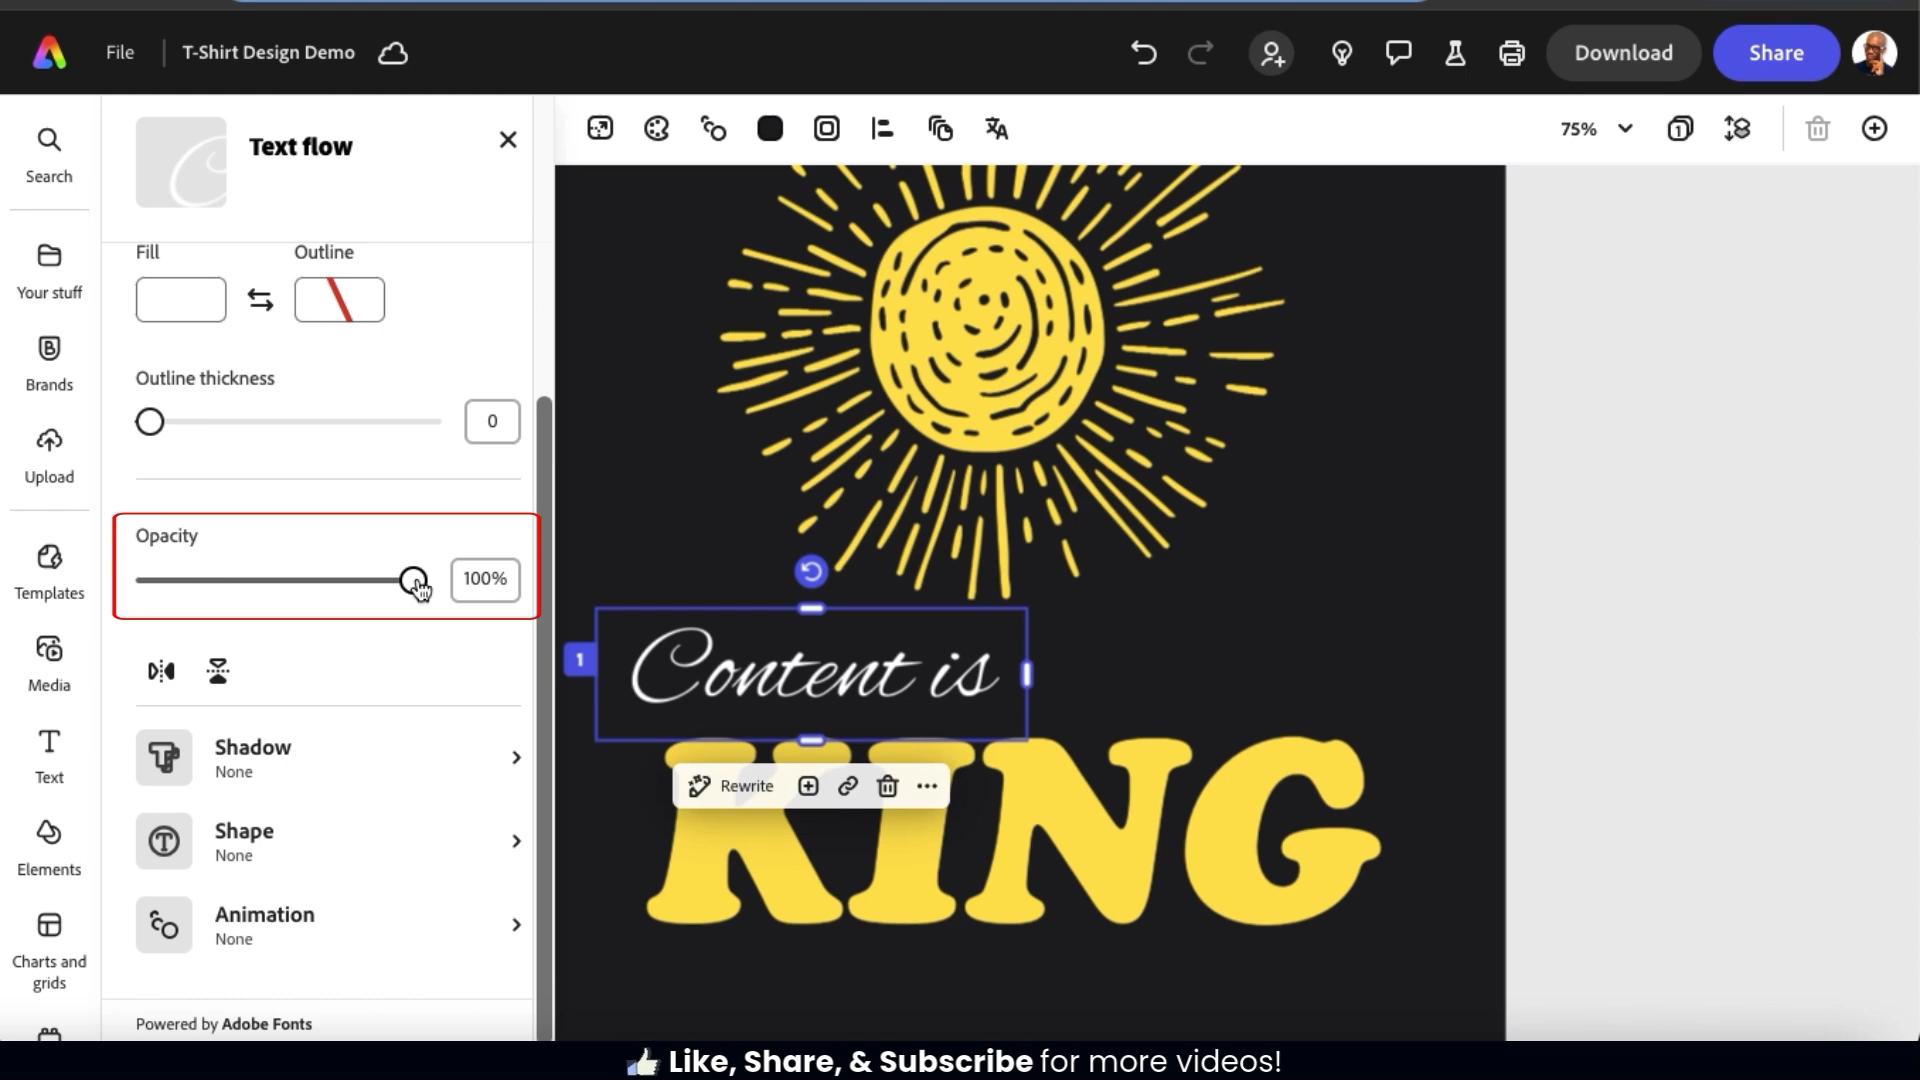 File
T-Shirt Design Demo
Download
Share
Search
Your stuff
Brands
Upload
Templates
Media
Text
Elements
Charts and
grids
Text flow
Fill
Outline
Outline thickness
0
Opacity
100%
Shadow
None
Shape
None
Animation
None
Powered by Adobe Fonts
75%
1
1
Content is
Rewrite
KING
Like, Share, & Subscribe for more videos!